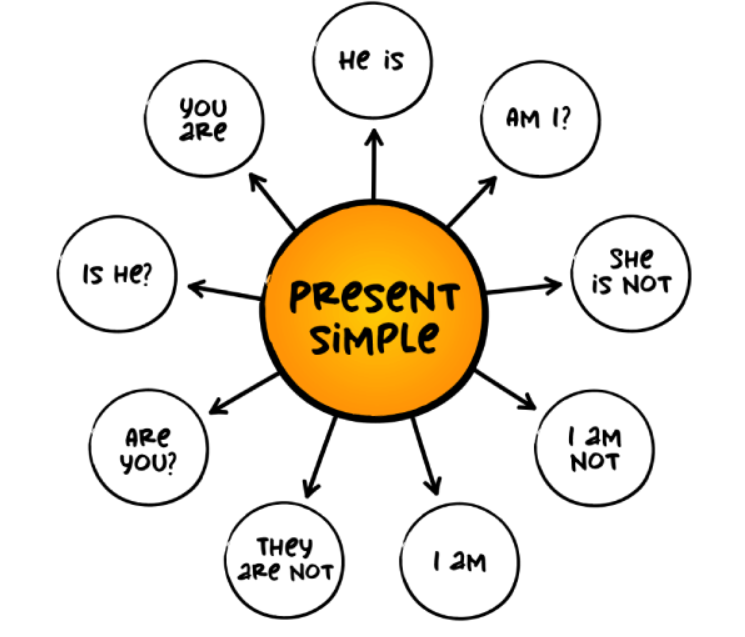 He is
AM I?
SHe
is NOT
I aM
NOT
I aM
THey
are NOT
are
you?
Is He?
you
are
PReSeNT
SiMPLe